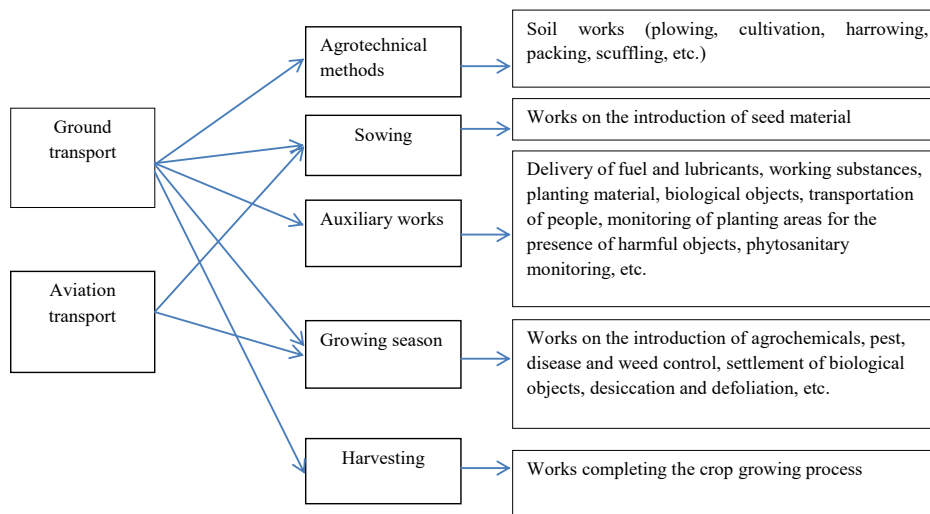 Ground
transport
Aviation
transport
Agrotechnical
methods
Sowing
Auxiliary works
Growing season
Harvesting
Soil works (plowing, cultivation, harrowing,
packing, scuffling, etc.)
Works on the introduction of seed material
Delivery of fuel and lubricants, working substances,
planting material, biological objects, transportation
of people, monitoring of planting areas for the
presence of harmful objects, phytosanitary
monitoring, etc.
Works on the introduction of agrochemicals, pest,
disease and weed control, settlement of biological
objects, desiccation and defoliation, etc.
Works completing the crop growing process